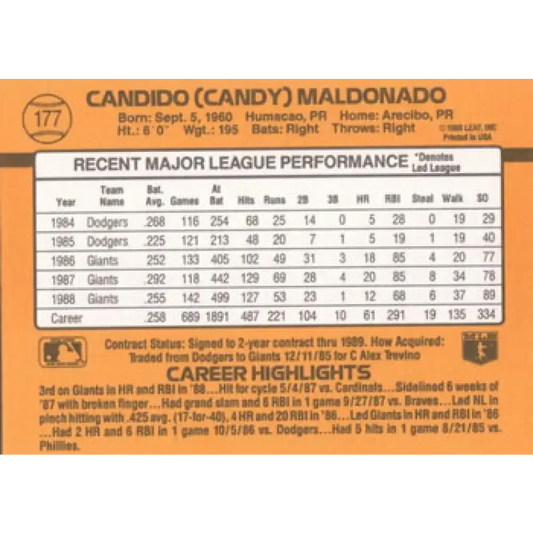 177
CANDIDO (CANDY) MALDONADO
Born: Sept. 5, 1960 Humacao, PR Home: Arecibo, PR
Ht.: 6'0" Wgt.: 195 Bats: Right Throws: Right
© 1988 LEAF, INC
Printed in USA
RECENT MAJOR LEAGUE PERFORMANCE *Denotes Led League
Year Team Name Bat. Avg. Games At Bat Hits Runs 2B 3B HR RBI Steal Walk SO
1984 Dodgers .268 116 254 68 25 14 0 5 28 0 19 29
1985 Dodgers .225 121 213 48 20 7 1 5 19 1 19 40
1986 Giants .252 133 405 102 49 31 3 18 85 4 20 77
1987 Giants .292 118 442 129 69 28 4 20 85 8 34 78
1988 Giants .255 142 499 127 53 23 1 12 68 6 37 89
Career .258 689 1891 487 221 104 10 61 291 19 135 334
Contract Status: Signed to 2-year contract thru 1989. How Acquired:
Traded from Dodgers to Giants 12/11/85 for C Alex Trevino
MLB
CAREER HIGHLIGHTS
3rd on Giants in HR and RBI in '88...Hit for cycle 5/4/87 vs. Cardinals...Sidelined 6 weeks of
'87 with broken finger...Had grand slam and 6 RBI in 1 game 9/27/87 vs. Braves...Led NL in
pinch hitting with .425 avg. (17-for-40), 4 HR and 20 RBI in '86...Led Giants in HR and RBI in '86
...Had 2 HR and 6 RBI in 1 game 10/5/86 vs. Dodgers...Had 5 hits in 1 game 8/21/85 vs.
Phillies.